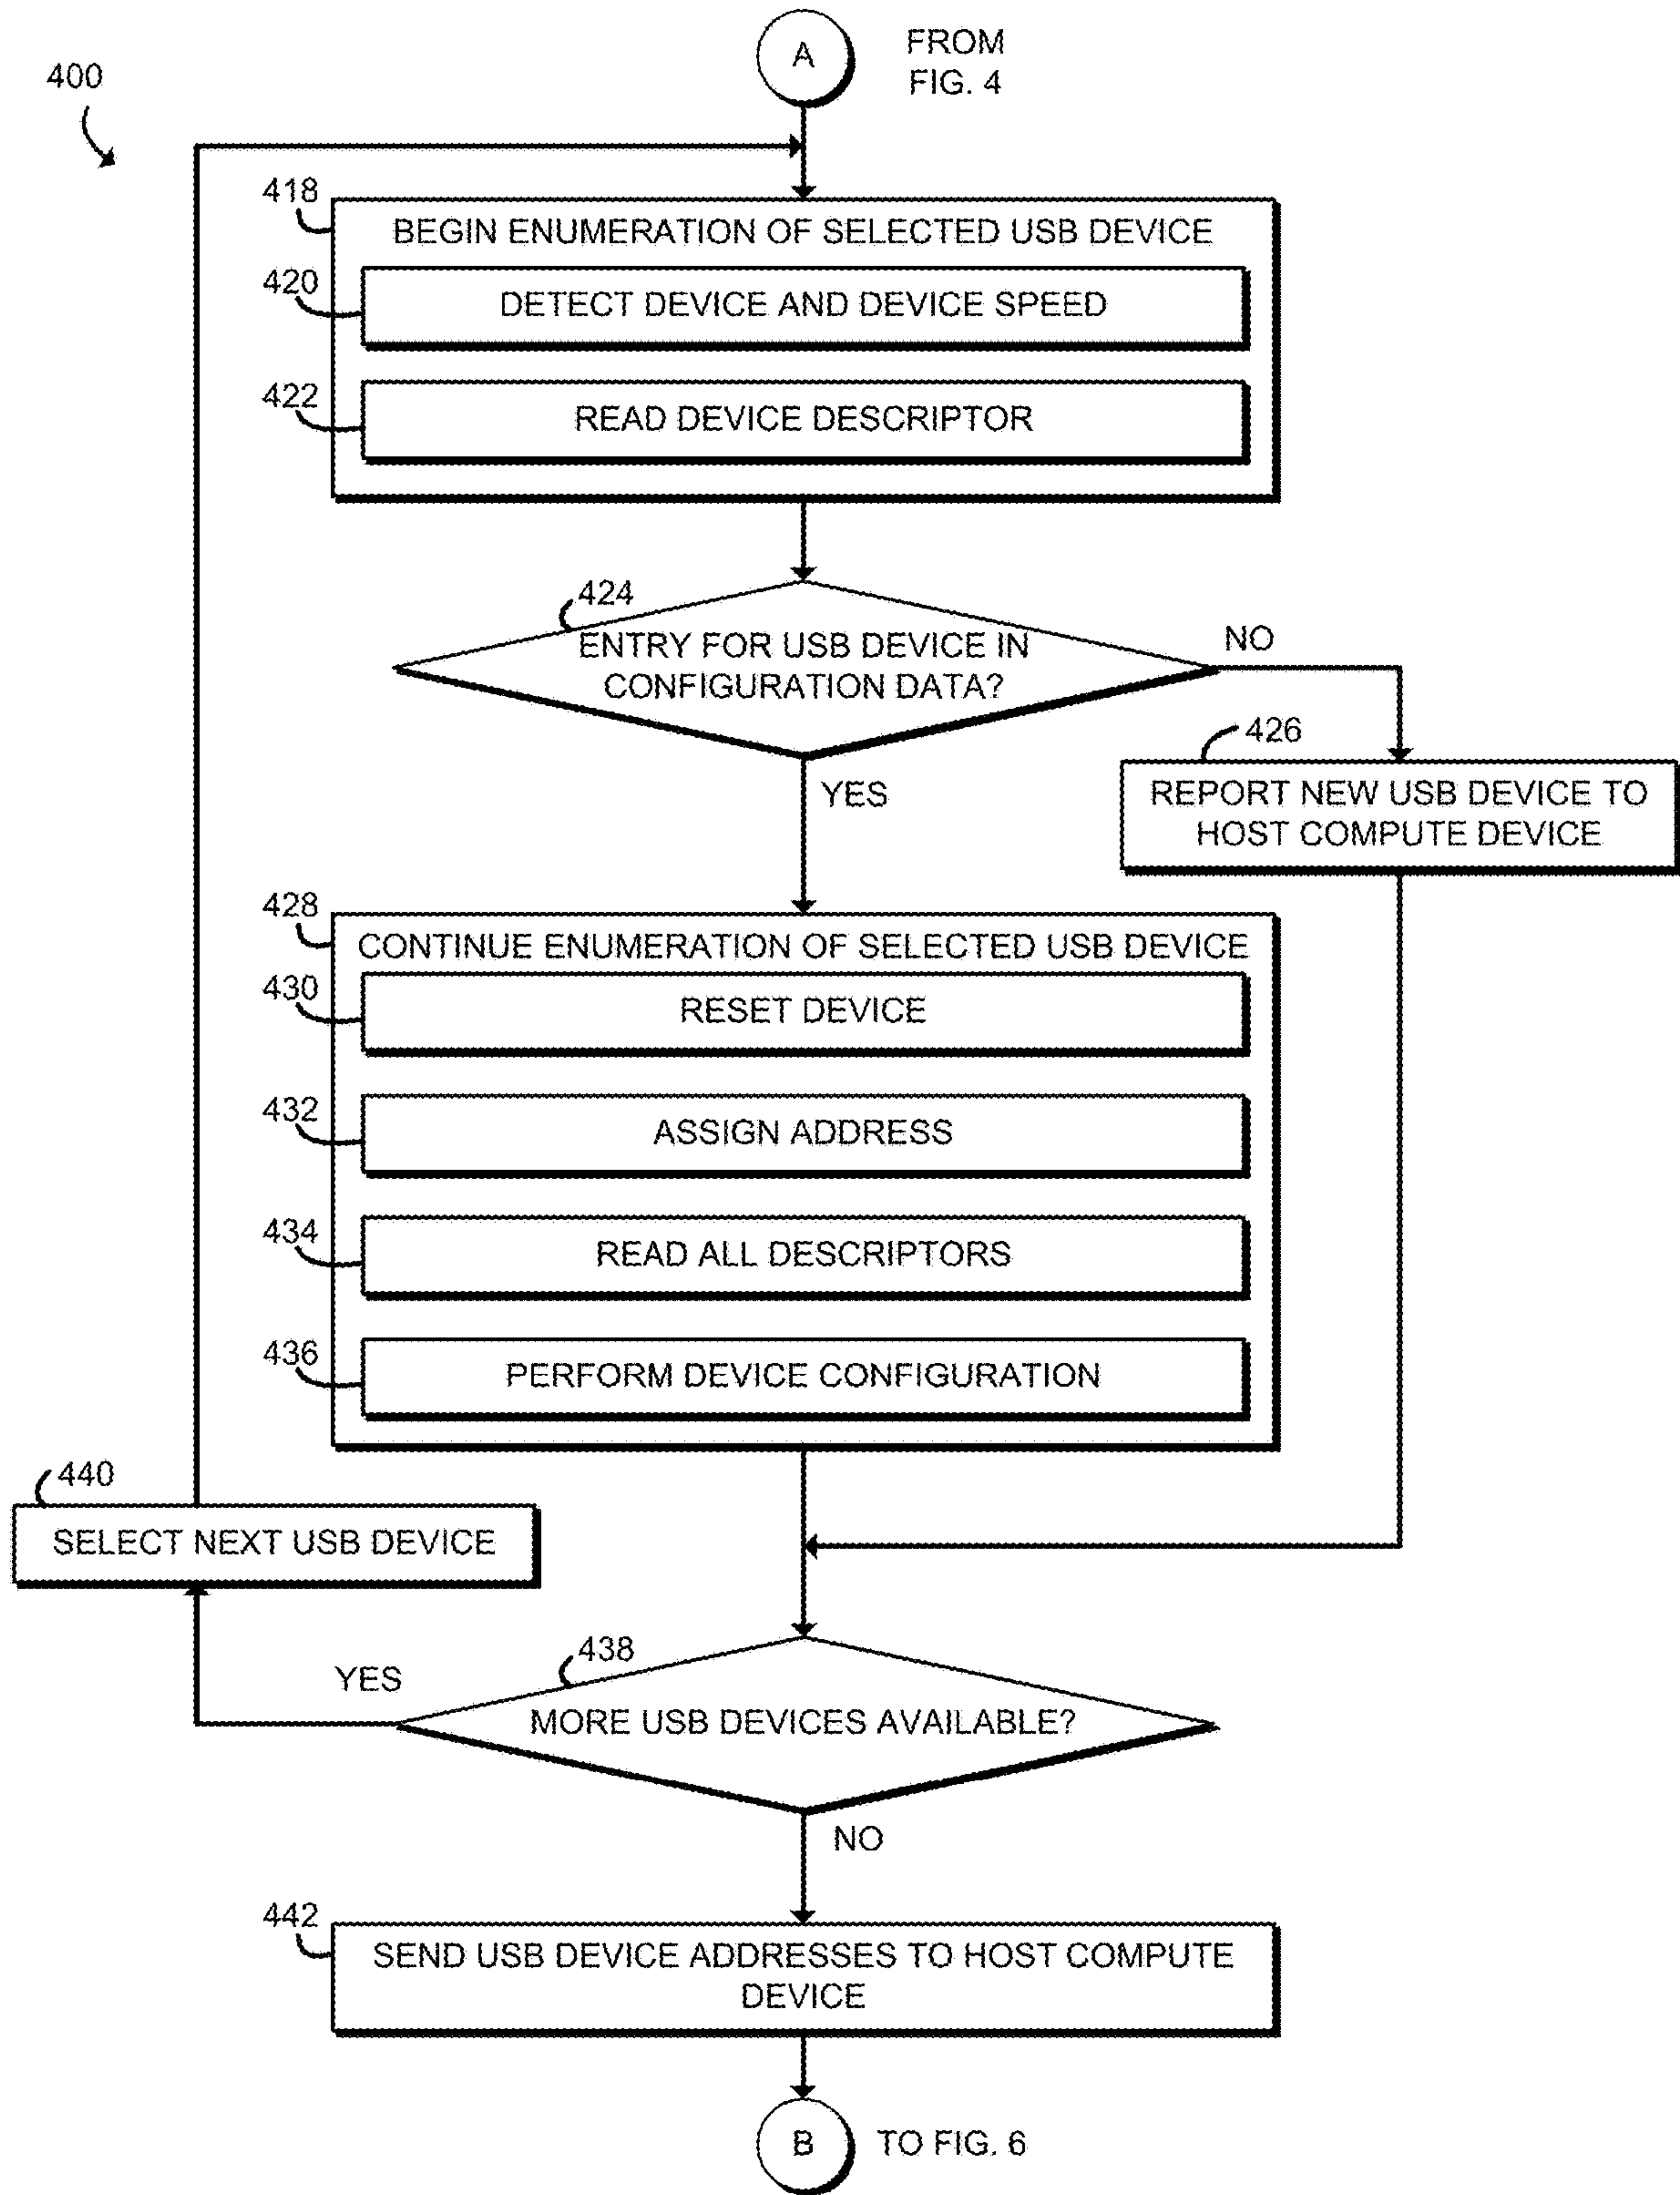 A
FROM
FIG. 4
400
418
BEGIN ENUMERATION OF SELECTED USB DEVICE
420
DETECT DEVICE AND DEVICE SPEED
422
READ DEVICE DESCRIPTOR
424
ENTRY FOR USB DEVICE IN
CONFIGURATION DATA?
NO
YES
426
REPORT NEW USB DEVICE TO
HOST COMPUTE DEVICE
428
CONTINUE ENUMERATION OF SELECTED USB DEVICE
430
RESET DEVICE
432
ASSIGN ADDRESS
434
READ ALL DESCRIPTORS
436
PERFORM DEVICE CONFIGURATION
440
SELECT NEXT USB DEVICE
438
YES
MORE USB DEVICES AVAILABLE?
NO
442
SEND USB DEVICE ADDRESSES TO HOST COMPUTE
DEVICE
B
TO FIG. 6